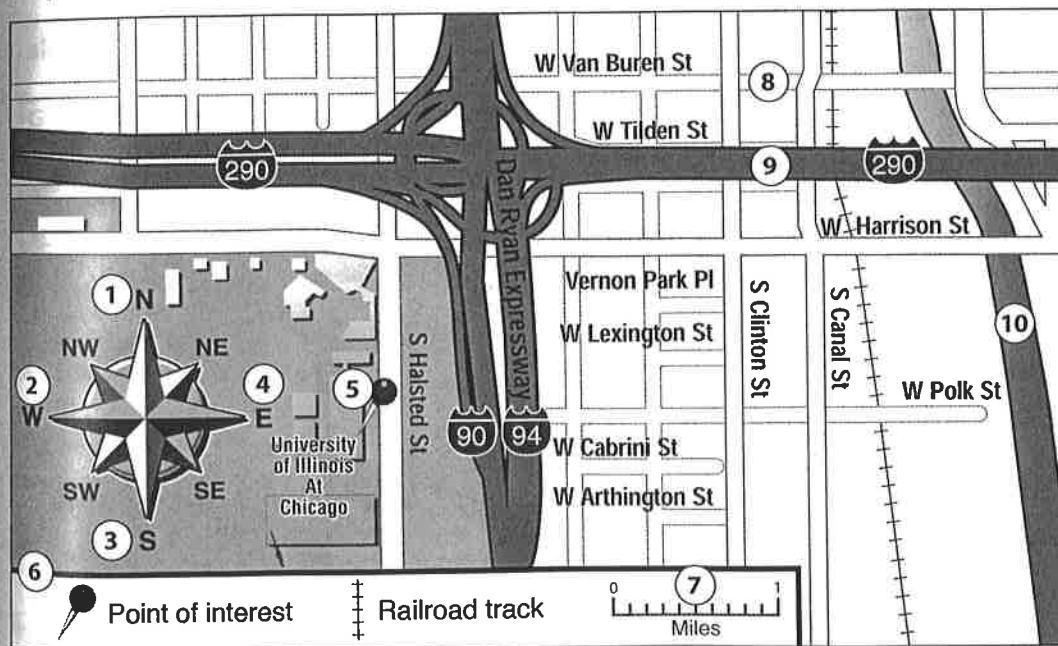 W Van Buren St
8
W Tilden St
290
9
290
Dan Ryan Expressway
W Harrison St
1
N
NW
NE
2
W
4
E
SW
SE
3
S
5
University
of Illinois
At
Chicago
S Halsted St
90
94
Vernon Park Pl
W Lexington St
S Clinton St
S Canal St
10
W Polk St
W Cabrini St
W Arthington St
6
Point of interest
Railroad track
0
7
1
Miles